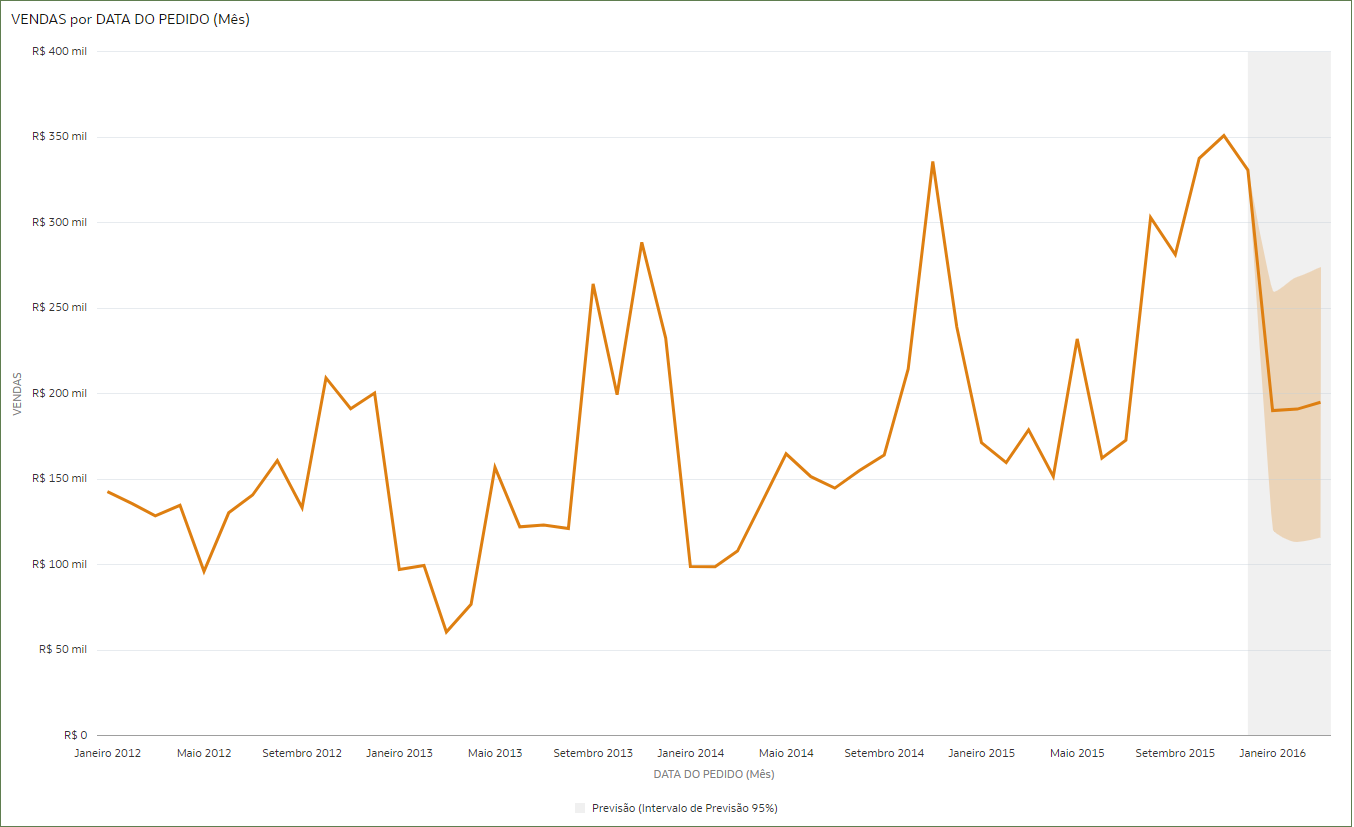 VENDAS por DATA DO PEDIDO (Mês)
R$ 400 mil
R$ 350 mil
R$ 300 mil
R$ 250 mil
R$ 200 mil
R$ 150 mil
R$ 100 mil
R$ 50 mil
R$ 0
VENDAS
Janeiro 2012 Maio 2012 Setembro 2012 Janeiro 2013 Maio 2013 Setembro 2013 Janeiro 2014 Maio 2014 Setembro 2014 Janeiro 2015 Maio 2015 Setembro 2015 Janeiro 2016
DATA DO PEDIDO (Mês)
Previsão (Intervalo de Previsão 95%)